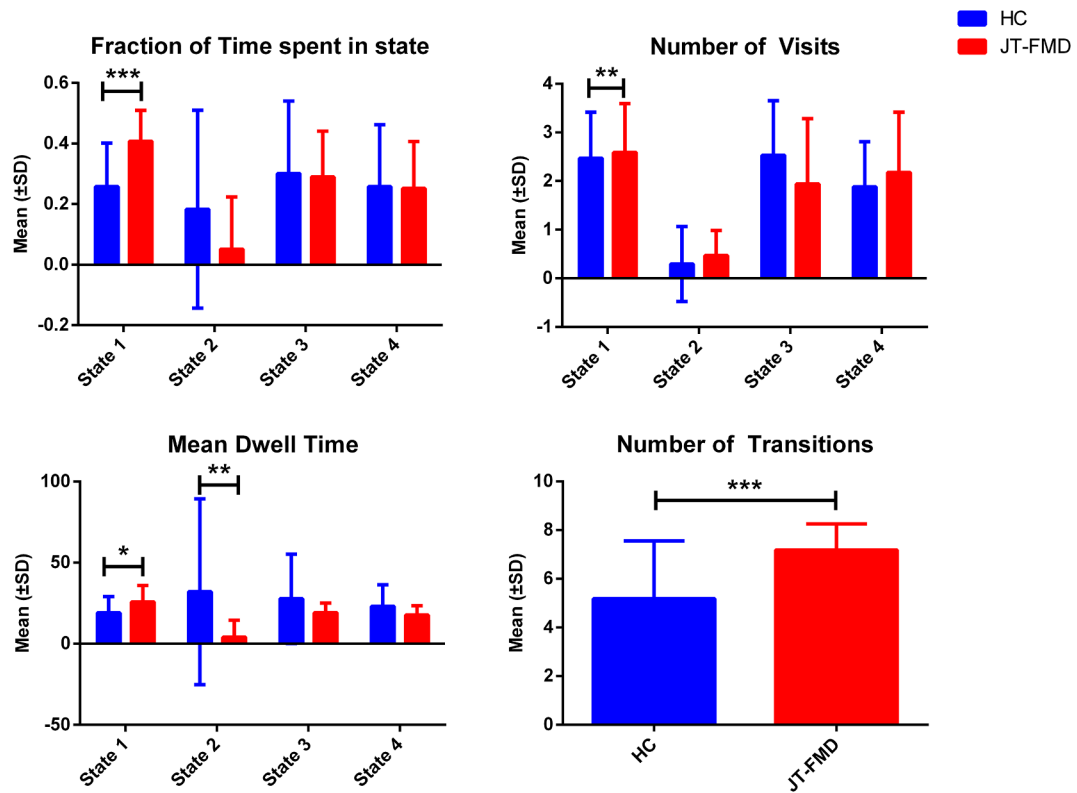 HC
JT-FMD
Fraction of Time spent in state
***
0.6
0.4
0.2
0.0
-0.2
Mean (±SD)
State 1
State 2
State 3
State 4
Number of Visits
**
4
3
2
1
0
-1
Mean (±SD)
State 1
State 2
State 3
State 4
Mean Dwell Time
**
*
100
50
0
-50
Mean (±SD)
State 1
State 2
State 3
State 4
Number of Transitions
***
10
8
6
4
2
0
Mean (±SD)
HC
JT-FMD